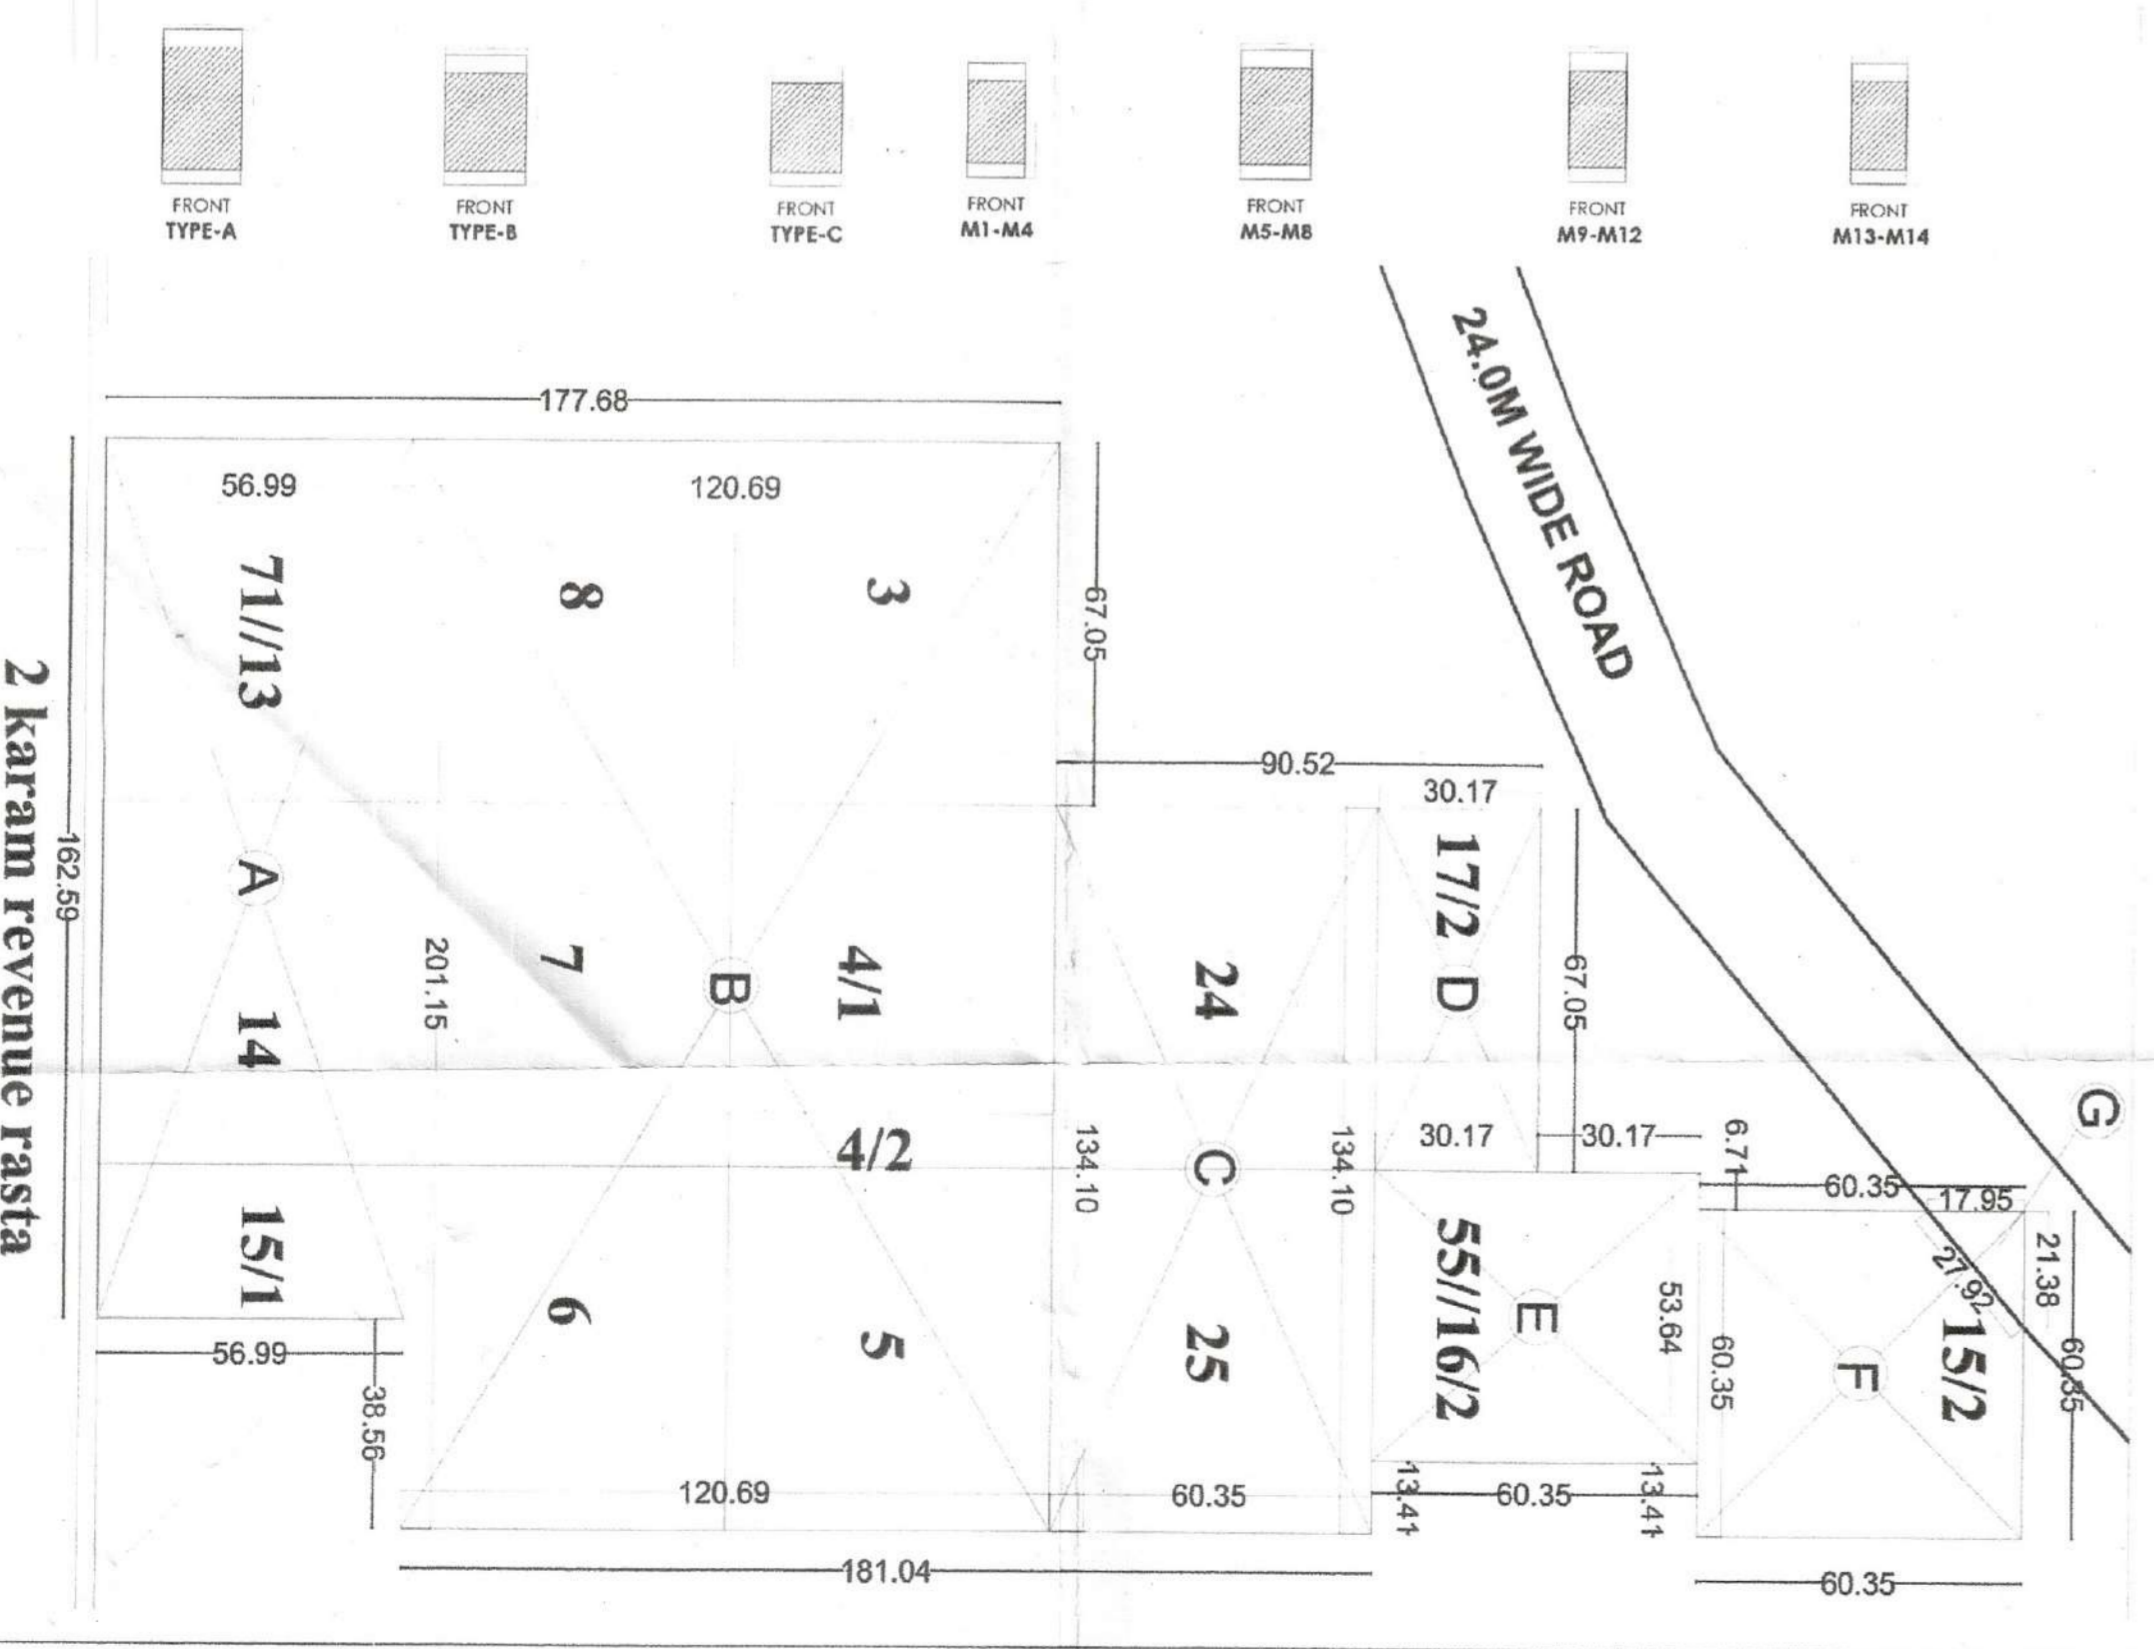 FRONT
TYPE-A
FRONT
TYPE-B
FRONT
TYPE-C
FRONT
M1-M4
FRONT
M5-M8
FRONT
M9-M12
FRONT
M13-M14
24.0M WIDE ROAD
177.68
56.99
120.69
67.05
71//13
8
3
90.52
30.17
17/2
D
67.05
2 karam revenue rasta
162.59
A
14
201.15
7
B
4/1
24
4/2
134.10
C
134.10
30.17
30.17
6.71
60.35
17.95
G
21.38
27.92
15/1
6
5
25
55//16/2
E
53.64
60.35
F
15/2
60.35
56.99
38.56
120.69
60.35
13.41
60.35
13.41
181.04
60.35